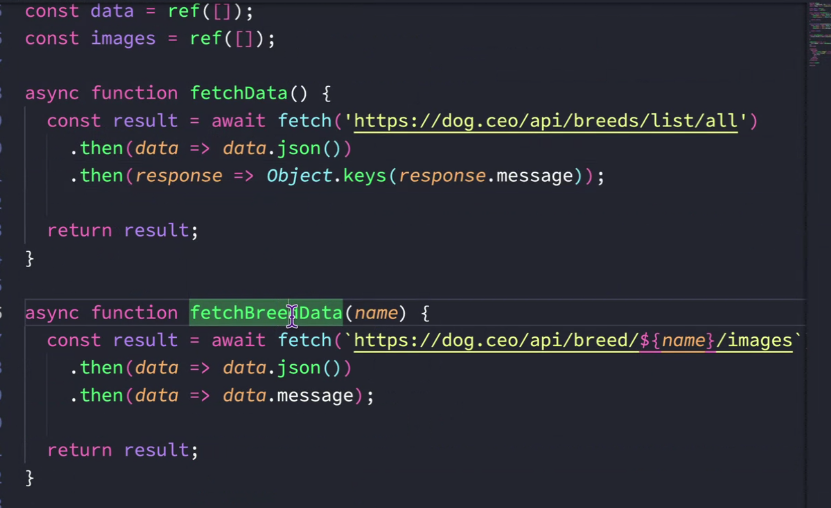 const data = ref([]);
const images = ref([]);
async function fetchData() {
const result = await fetch('https://dog.ceo/api/breeds/list/all')
.then(data => data.json())
.then(response => Object.keys(response.message));
return result;
}
async function fetchBreedData(name) {
const result = await fetch(`https://dog.ceo/api/breed/${name}/images`
.then(data => data.json())
.then(data => data.message);
return result;
}